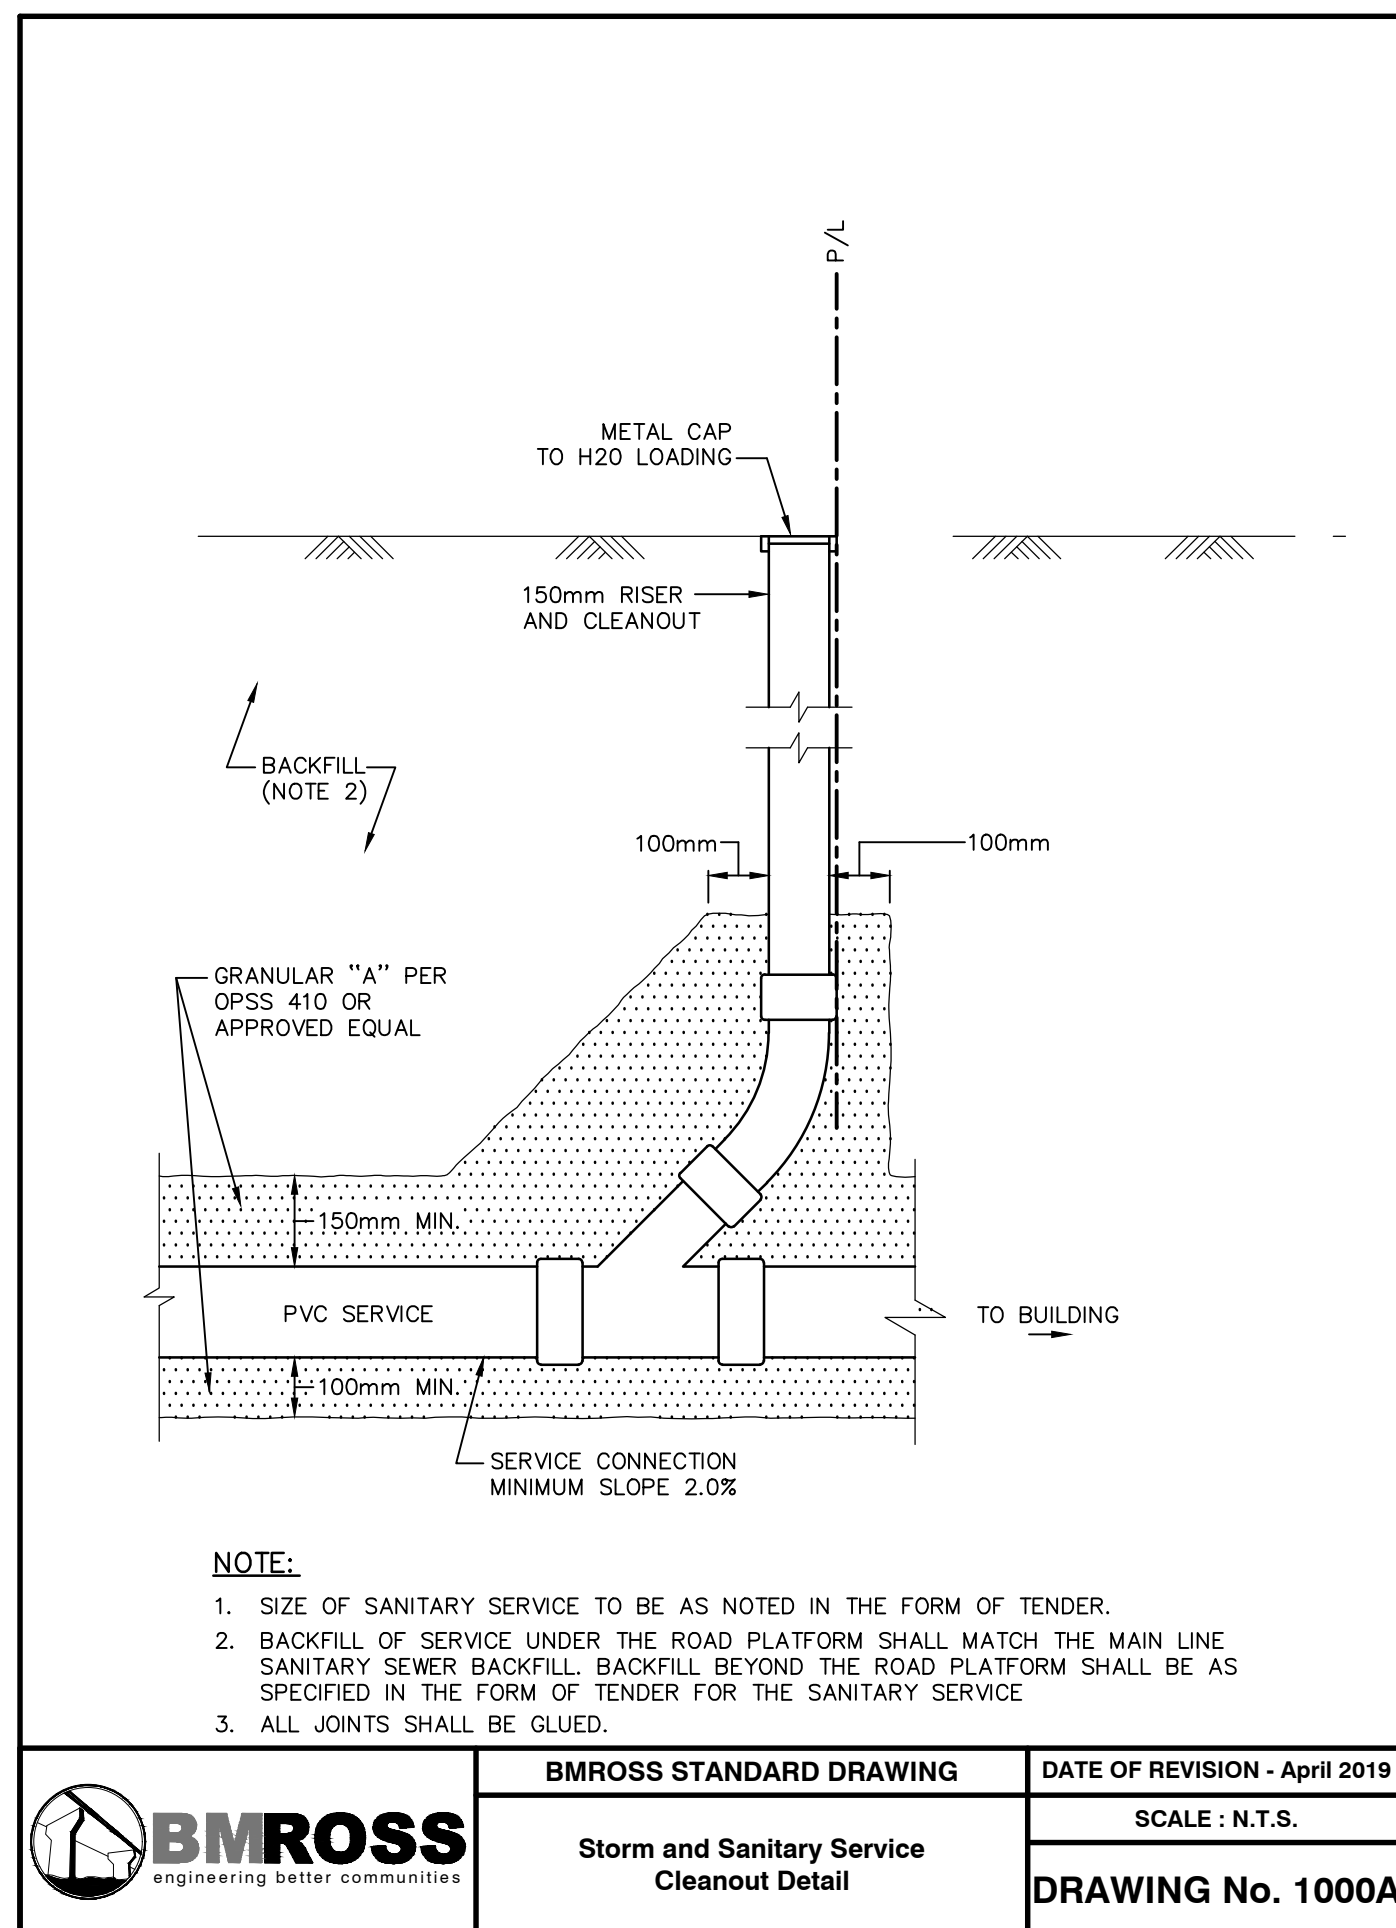 P/L
METAL CAP
TO H20 LOADING
150mm RISER
AND CLEANOUT
BACKFILL
(NOTE 2)
100mm
100mm
GRANULAR “A” PER
OPSS 410 OR
APPROVED EQUAL
150mm MIN.
PVC SERVICE
TO BUILDING
100mm MIN.
SERVICE CONNECTION
MINIMUM SLOPE 2.0%
NOTE:
1. SIZE OF SANITARY SERVICE TO BE AS NOTED IN THE FORM OF TENDER.
2. BACKFILL OF SERVICE UNDER THE ROAD PLATFORM SHALL MATCH THE MAIN LINE
SANITARY SEWER BACKFILL. BACKFILL BEYOND THE ROAD PLATFORM SHALL BE AS
SPECIFIED IN THE FORM OF TENDER FOR THE SANITARY SERVICE
3. ALL JOINTS SHALL BE GLUED.
BMROSS
engineering better communities
BMROSS STANDARD DRAWING
Storm and Sanitary Service
Cleanout Detail
DATE OF REVISION - April 2019
SCALE : N.T.S.
DRAWING No. 1000A